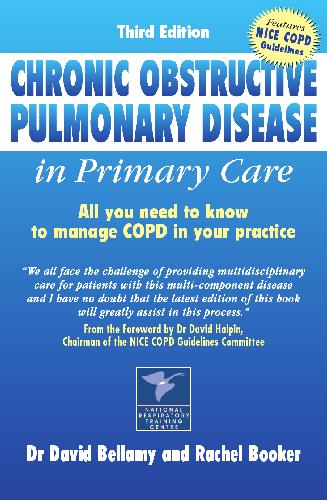 Third Edition
Features
NICE COPD
Guidelines
CHRONIC OBSTRUCTIVE
PULMONARY DISEASE
in Primary Care
All you need to know
to manage COPD in your practice
“We all face the challenge of providing multidisciplinary
care for patients with this multi-component disease
and I have no doubt that the latest edition of this book
will greatly assist in this process.”
From the Foreword by Dr David Halpin,
Chairman of the NICE COPD Guidelines Committee
NATIONAL
RESPIRATORY
TRAINING
CENTRE
Dr David Bellamy and Rachel Booker